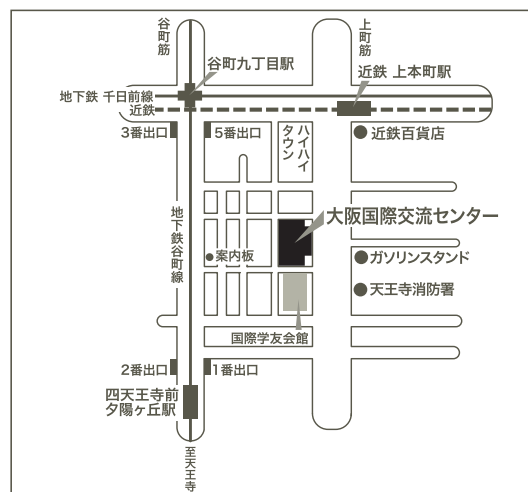 谷町筋
上町筋
谷町九丁目駅
近鉄 上本町駅
地下鉄 千日前線
近鉄
3番出口
5番出口
ハイハイ
タウン
近鉄百貨店
地下鉄谷町線
大阪国際交流センター
案内板
ガソリンスタンド
天王寺消防署
国際学友会館
2番出口
1番出口
四天王寺前
夕陽ヶ丘駅
至天王寺